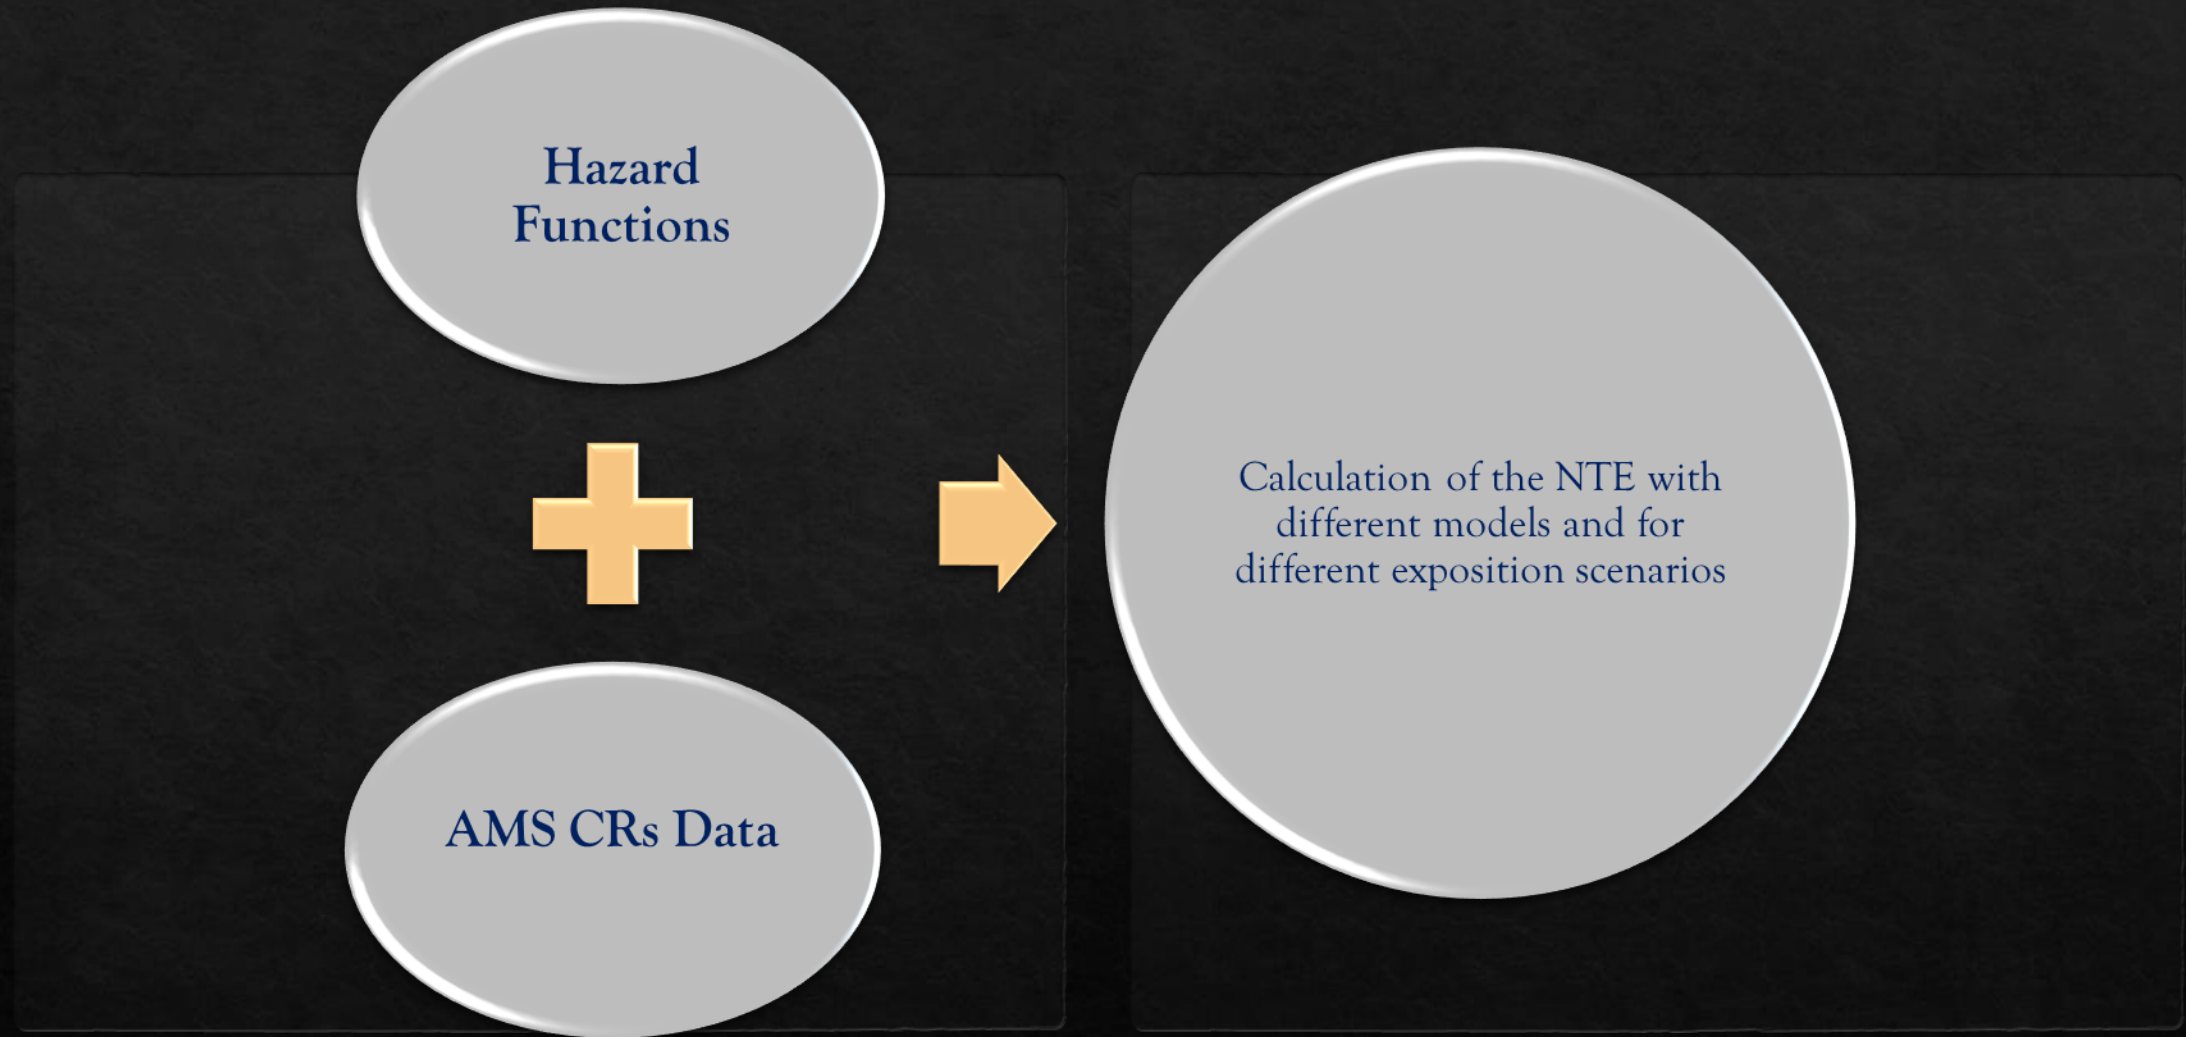 Hazard
Functions
AMS CRs Data
Calculation of the NTE with
different models and for
different exposition scenarios